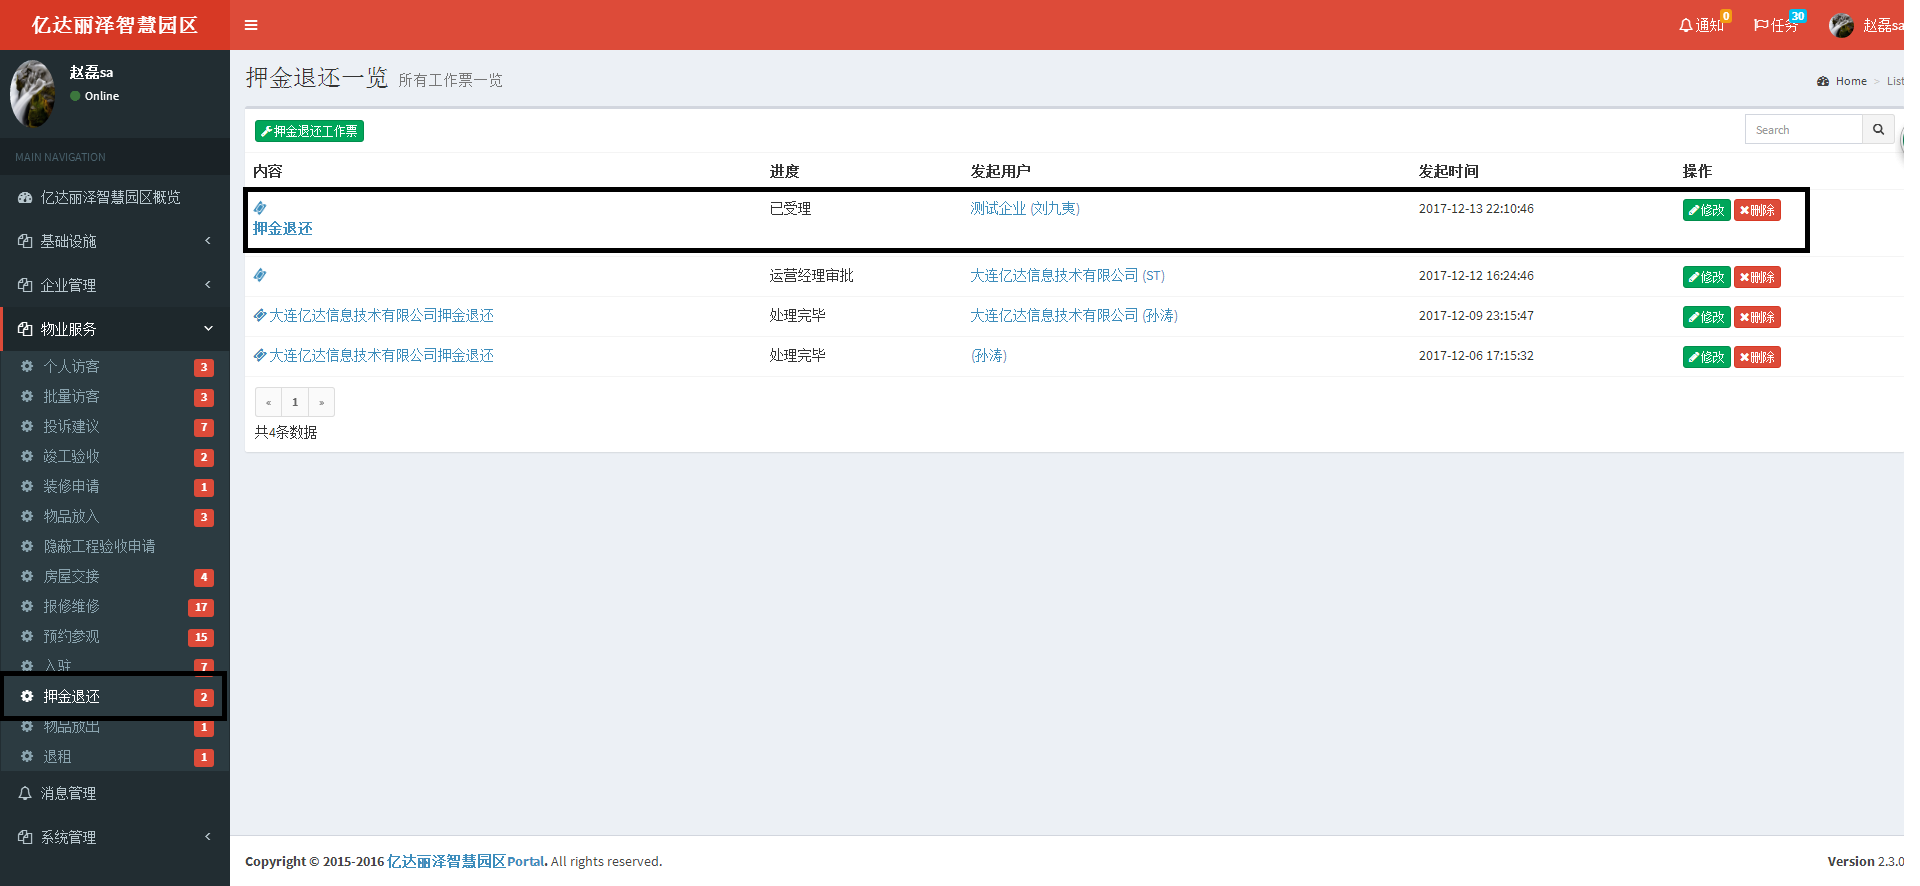 亿达丽泽智慧园区
通知 0
任务 30
赵磊sa
赵磊sa
Online
MAIN NAVIGATION
亿达丽泽智慧园区概览
基础设施
企业管理
物业服务
个人访客 3
批量访客 3
投诉建议 7
竣工验收 2
装修申请 1
物品放入 3
隐蔽工程验收申请
房屋交接 4
报修维修 17
预约参观 15
入驻 7
押金退还 2
物品放出 1
退租 1
消息管理
系统管理
押金退还一览 所有工作票一览
Home > List
押金退还工作票
Search
内容 进度 发起用户 发起时间 操作
押金退还 已受理 测试企业 (刘九夷) 2017-12-13 22:10:46 修改 删除
运营经理审批 大连亿达信息技术有限公司 (ST) 2017-12-12 16:24:46 修改 删除
大连亿达信息技术有限公司押金退还 处理完毕 大连亿达信息技术有限公司 (孙涛) 2017-12-09 23:15:47 修改 删除
大连亿达信息技术有限公司押金退还 处理完毕 (孙涛) 2017-12-06 17:15:32 修改 删除
« 1 »
共4条数据
Copyright © 2015-2016 亿达丽泽智慧园区Portal. All rights reserved.
Version 2.3.0